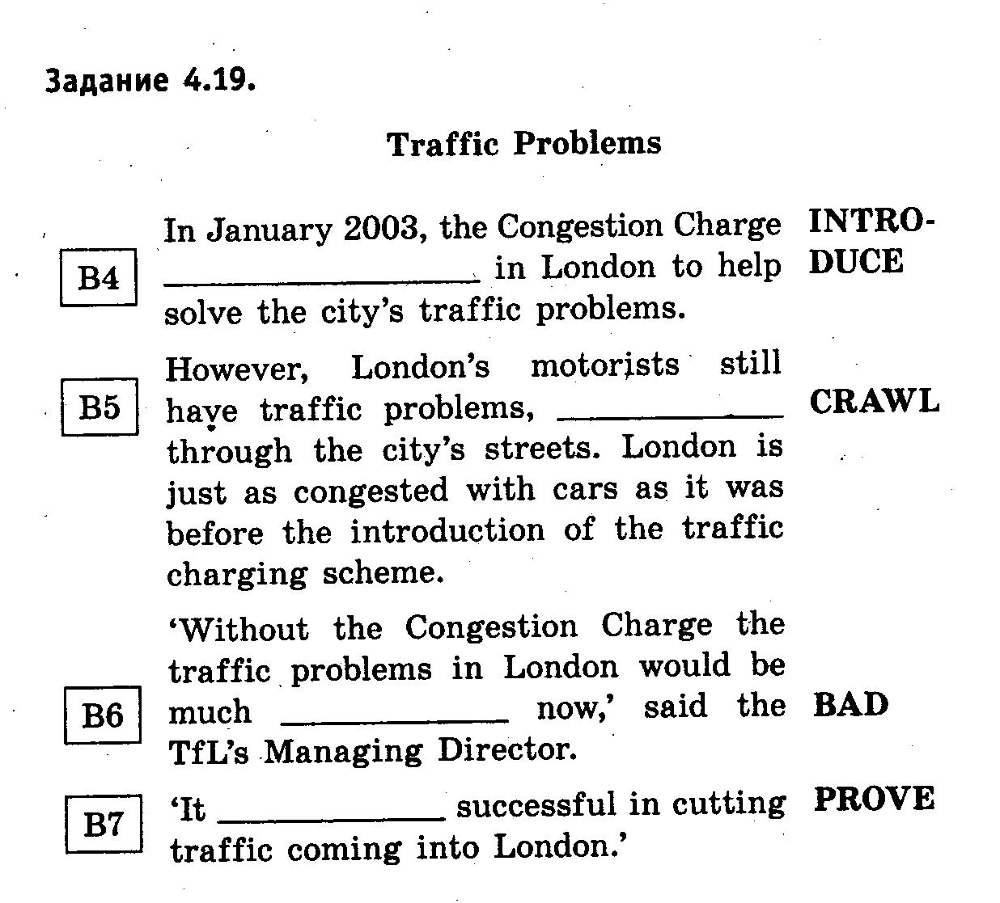 Задание 4.19.
Traffic Problems
In January 2003, the Congestion Charge INTRO-
B4 ____________ in London to help DUCE
solve the city's traffic problems.
However, London's motorists still
B5 have traffic problems, ____________ CRAWL
through the city's streets. London is
just as congested with cars as it was
before the introduction of the traffic
charging scheme.
'Without the Congestion Charge the
traffic problems in London would be
B6 much ____________ now,' said the BAD
TfL's Managing Director.
B7 'It ____________ successful in cutting PROVE
traffic coming into London.'